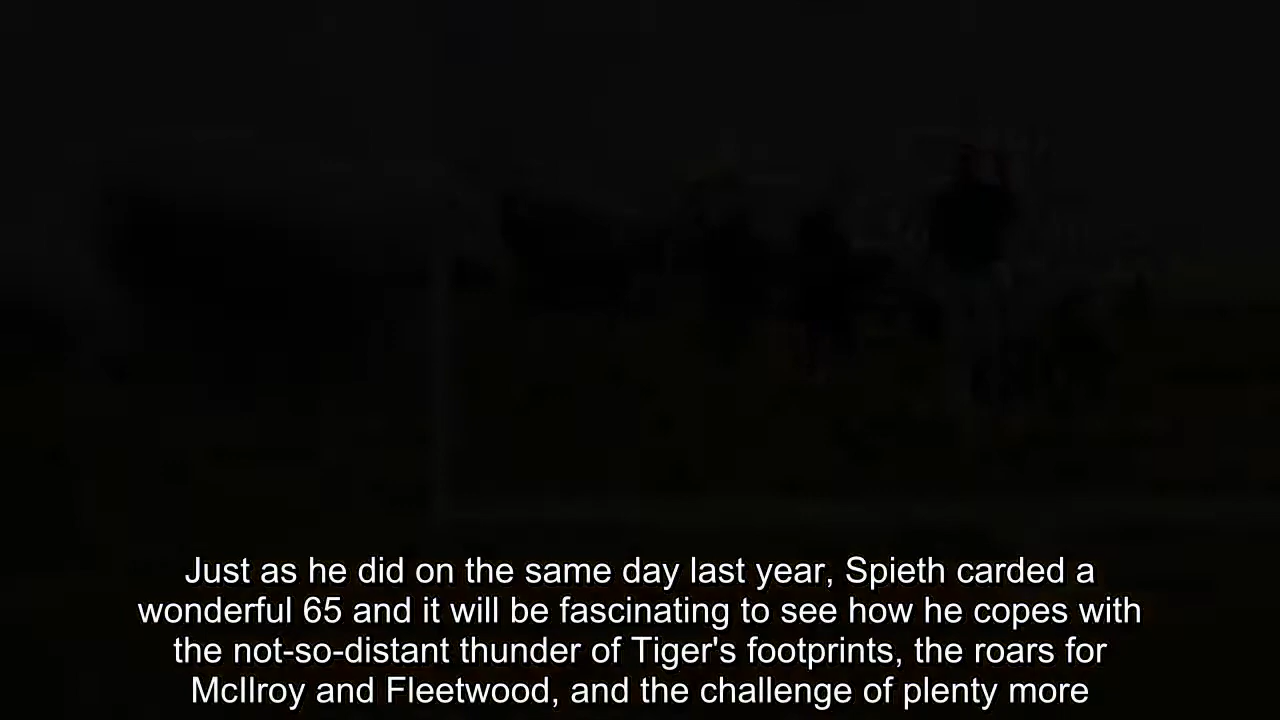 Just as he did on the same day last year, Spieth carded a
wonderful 65 and it will be fascinating to see how he copes with
the not-so-distant thunder of Tiger's footprints, the roars for
McIlroy and Fleetwood, and the challenge of plenty more